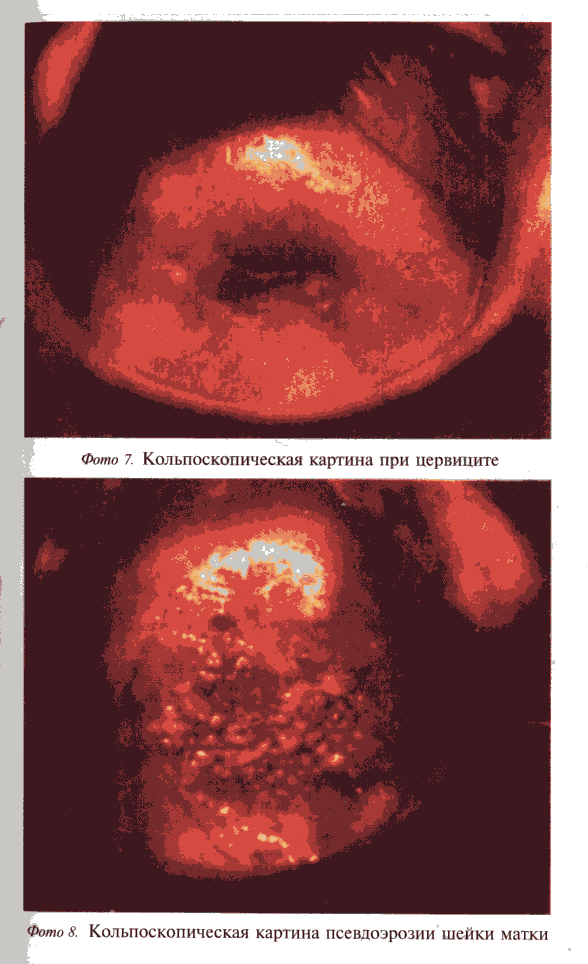 Фото 7. Кольпоскопическая картина при цервиците
Фото 8. Кольпоскопическая картина псевдоэрозии шейки матки